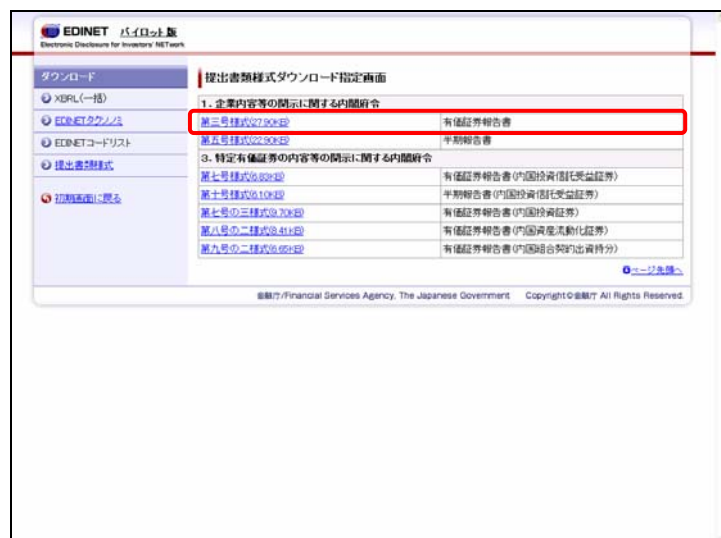 EDINET パイロット版
Electronic Disclosure for Investors' NETwork
ダウンロード
XBRL(一括)
EDINETタクソノミ
EDINETコードリスト
提出書類様式
初期画面に戻る
提出書類様式ダウンロード指定画面
1. 企業内容等の開示に関する内閣府令
第三号様式(27.90KB) 有価証券報告書
第五号様式(22.90KB) 半期報告書
3. 特定有価証券の内容等の開示に関する内閣府令
第七号様式(6.83KB) 有価証券報告書(内国投資信託受益証券)
第十号様式(6.10KB) 半期報告書(内国投資信託受益証券)
第七号の三様式(9.70KB) 有価証券報告書(内国投資証券)
第八号の二様式(8.41KB) 有価証券報告書(内国資産流動化証券)
第九号の二様式(6.65KB) 有価証券報告書(内国組合契約出資持分)
ページ先頭へ
金融庁/Financial Services Agency, The Japanese Government Copyright©金融庁 All Rights Reserved.